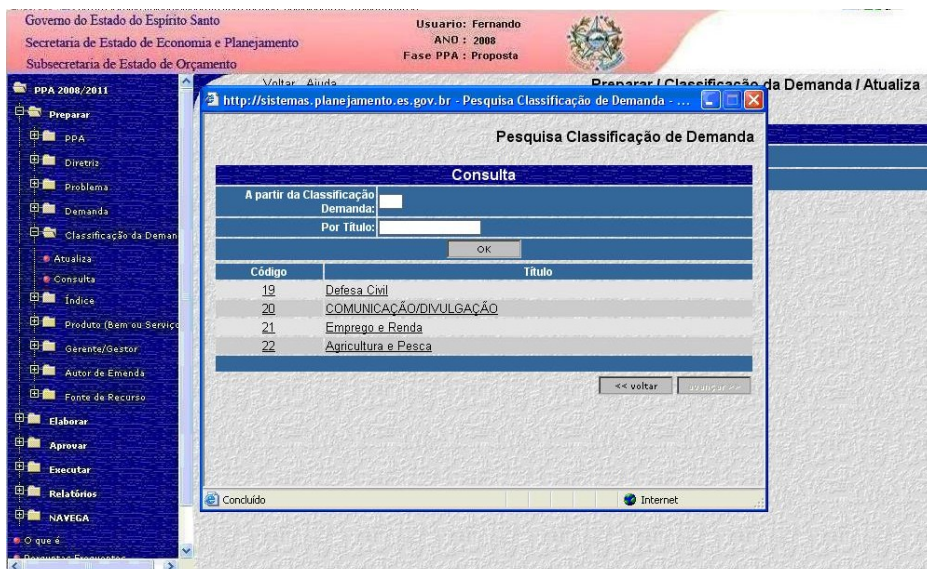 Governo do Estado do Espírito Santo
Secretaria de Estado de Economia e Planejamento
Subsecretaria de Estado de Orçamento
Usuario: Fernando
ANO : 2008
Fase PPA : Proposta
PPA 2008/2011
Preparar
PPA
Diretriz
Problema
Demanda
Classificação da Deman
Atualiza
Consulta
Índice
Produto (Bem ou Serviço
Gerente/Gestor
Autor de Emenda
Fonte de Recurso
Elaborar
Aprovar
Executar
Relatórios
NAVEGA
O que é
Perguntas Frequentes
Voltar Ajuda
Preparar / Classificação da Demanda / Atualiza
http://sistemas.planejamento.es.gov.br - Pesquisa Classificação de Demanda - ...
Pesquisa Classificação de Demanda
Consulta
A partir da Classificação
Demanda:
Por Título:
OK
Código Título
19 Defesa Civil
20 COMUNICAÇÃO/DIVULGAÇÃO
21 Emprego e Renda
22 Agricultura e Pesca
<< voltar avançar >>
Concluído Internet